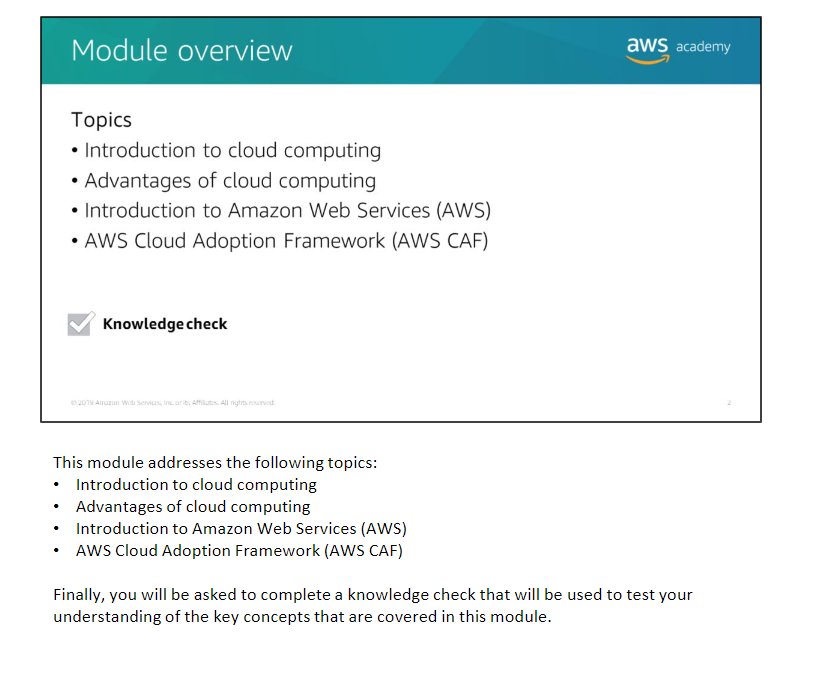 Module overview
aws academy
Topics
• Introduction to cloud computing
• Advantages of cloud computing
• Introduction to Amazon Web Services (AWS)
• AWS Cloud Adoption Framework (AWS CAF)
Knowledge check
© 2019 Amazon Web Services, Inc. or its Affiliates. All rights reserved.
2
This module addresses the following topics:
• Introduction to cloud computing
• Advantages of cloud computing
• Introduction to Amazon Web Services (AWS)
• AWS Cloud Adoption Framework (AWS CAF)
Finally, you will be asked to complete a knowledge check that will be used to test your
understanding of the key concepts that are covered in this module.